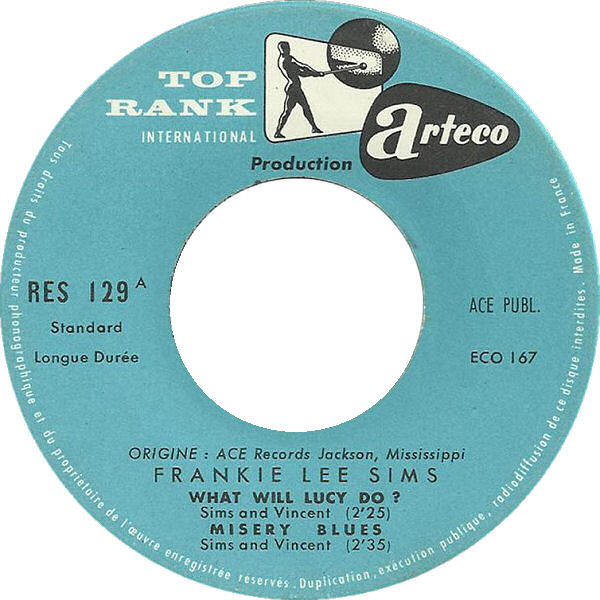 TOP
RANK
INTERNATIONAL
arteco
Production
RES 129 A
Standard
Longue Durée
ACE PUBL.
ECO 167
ORIGINE : ACE Records Jackson, Mississippi
FRANKIE LEE SIMS
WHAT WILL LUCY DO ?
Sims and Vincent (2'25)
MISERY BLUES
Sims and Vincent (2'35)
Tous droits du producteur phonographique et du propriétaire de l'œuvre enregistrée réservés. Duplication, exécution publique, radiodiffusion de ce disque interdites. Made in France